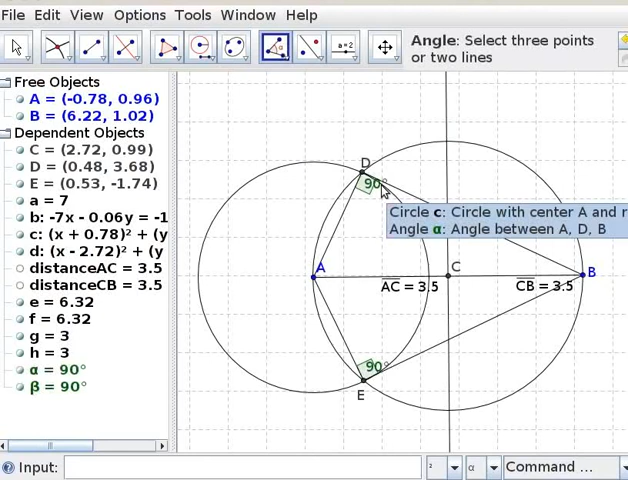 File Edit View Options Tools Window Help
a=2
Angle: Select three points
or two lines
Free Objects
A = (-0.78, 0.96)
B = (6.22, 1.02)
Dependent Objects
C = (2.72, 0.99)
D = (0.48, 3.68)
E = (0.53, -1.74)
a = 7
b: -7x - 0.06y = -1
c: (x + 0.78)² + (y
d: (x - 2.72)² + (y
distanceAC = 3.5
distanceCB = 3.5
e = 6.32
f = 6.32
g = 3
h = 3
α = 90°
β = 90°
D
90°
Circle c: Circle with center A and r
Angle α: Angle between A, D, B
A
C
B
AC = 3.5
CB = 3.5
90°
E
Input:
²
α
Command ...